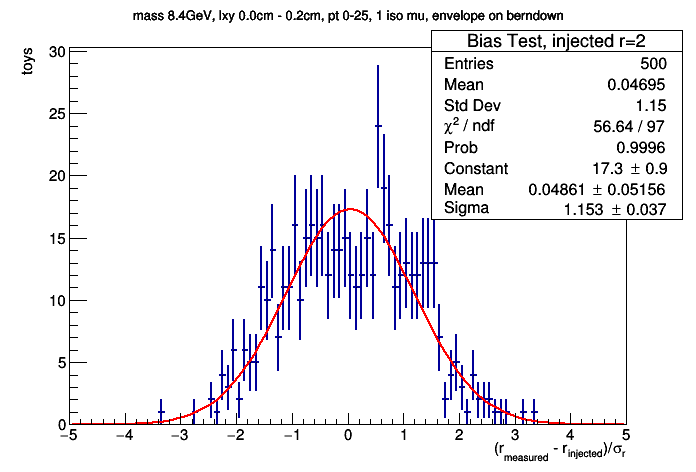 mass 8.4GeV, lxy 0.0cm - 0.2cm, pt 0-25, 1 iso mu, envelope on berndown
toys
Bias Test, injected r=2
Entries 500
Mean 0.04695
Std Dev 1.15
χ² / ndf 56.64 / 97
Prob 0.9996
Constant 17.3 ± 0.9
Mean 0.04861 ± 0.05156
Sigma 1.153 ± 0.037
30
25
20
15
10
5
0
−5 −4 −3 −2 −1 0 1 2 3 4 5
(r_measured - r_injected)/σ_r